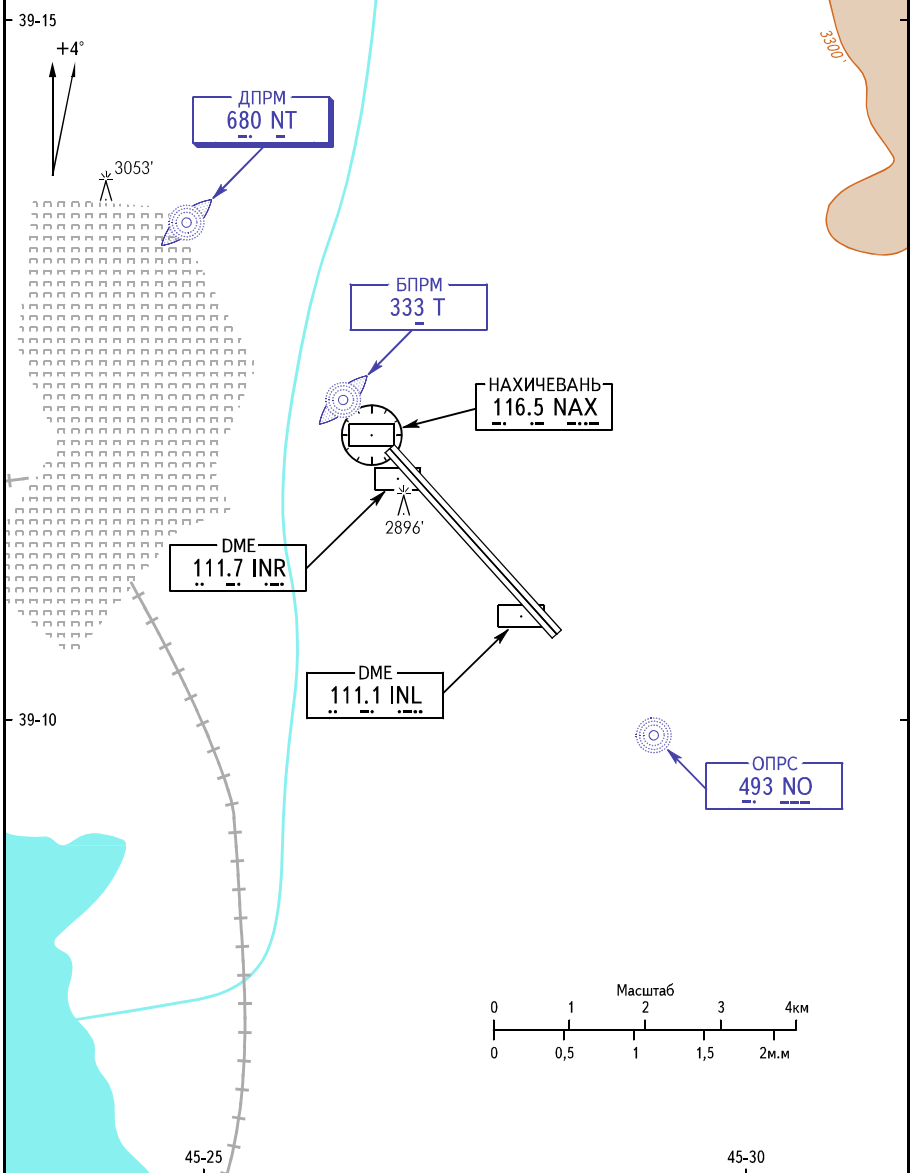 39-15
+4°
3300'
ДПРМ
680 NT
3053'
БПРМ
333 T
НАХИЧЕВАНЬ
116.5 NAX
2896'
DME
111.7 INR
DME
111.1 INL
39-10
ОПРС
493 NO
Масштаб
0 1 2 3 4км
0 0,5 1 1,5 2м.м
45-25 45-30